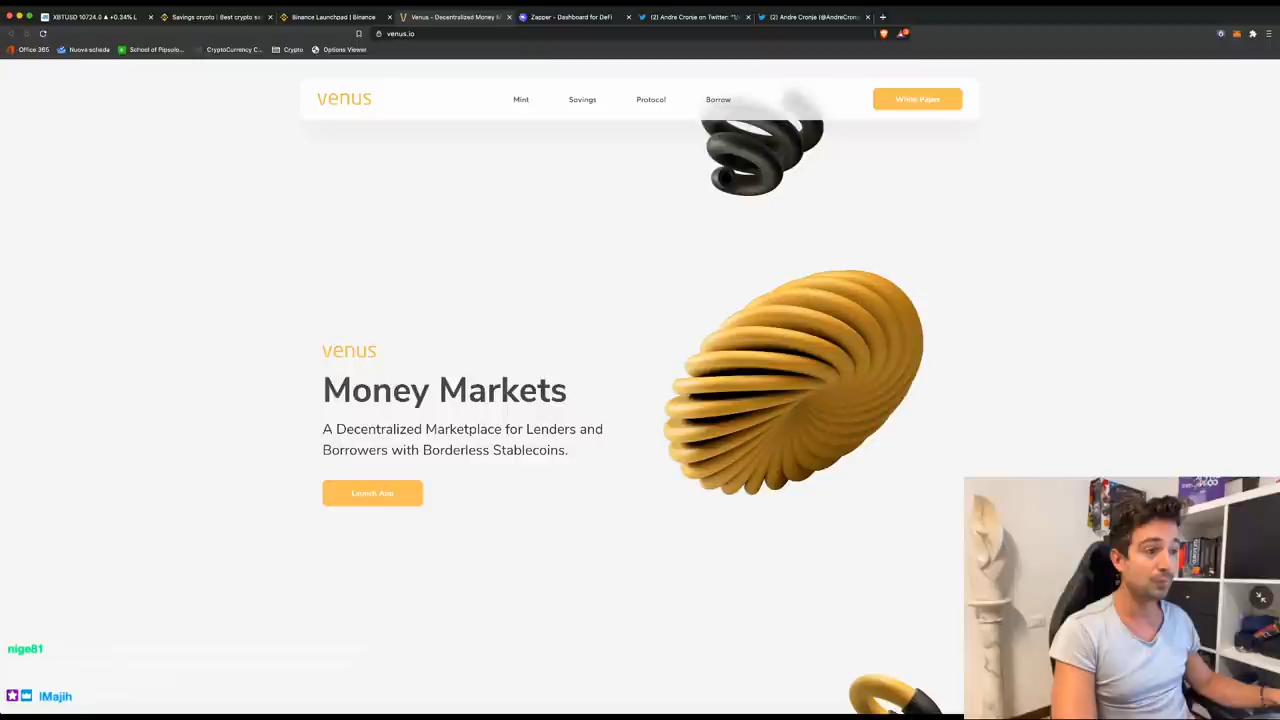 XBTUSD 10724.0 ▲ +0.34% L
Savings crypto | Best crypto sa
Binance Launchpad | Binance
Venus - Decentralized Money M
Zapper - Dashboard for DeFi
(2) Andre Cronje on Twitter: "1/
(2) Andre Cronje (@AndreCron
venus.io
Office 365
Nuova scheda
School of Pipsolo...
CryptoCurrency C...
Crypto
Options Viewer
venus
Mint
Savings
Protocol
Borrow
White Paper
venus
Money Markets
A Decentralized Marketplace for Lenders and
Borrowers with Borderless Stablecoins.
Launch App
nige81
IMajih